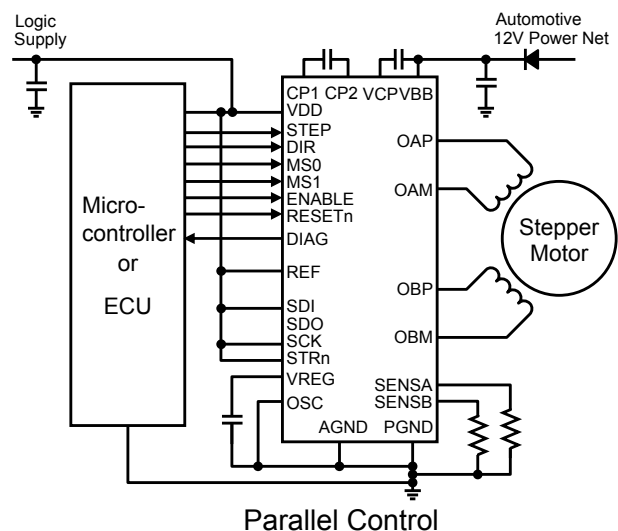 Logic
Supply
Automotive
12V Power Net
CP1 CP2 VCPVBB
VDD
STEP
DIR
MS0
MS1
ENABLE
RESETn
DIAG
REF
SDI
SDO
SCK
STRn
VREG
OSC
AGND PGND
OAP
OAM
OBP
OBM
SENSA
SENSB
Micro-
controller
or
ECU
Stepper
Motor
Parallel Control